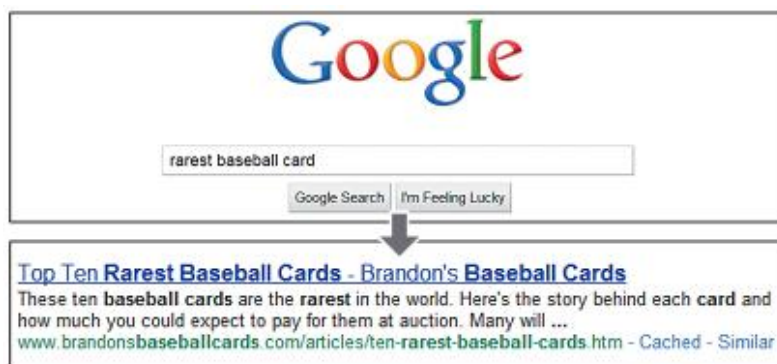 Google
rarest baseball card
Google Search I'm Feeling Lucky
Top Ten Rarest Baseball Cards - Brandon's Baseball Cards
These ten baseball cards are the rarest in the world. Here's the story behind each card and
how much you could expect to pay for them at auction. Many will ...
www.brandonsbaseballcards.com/articles/ten-rarest-baseball-cards.htm - Cached - Similar